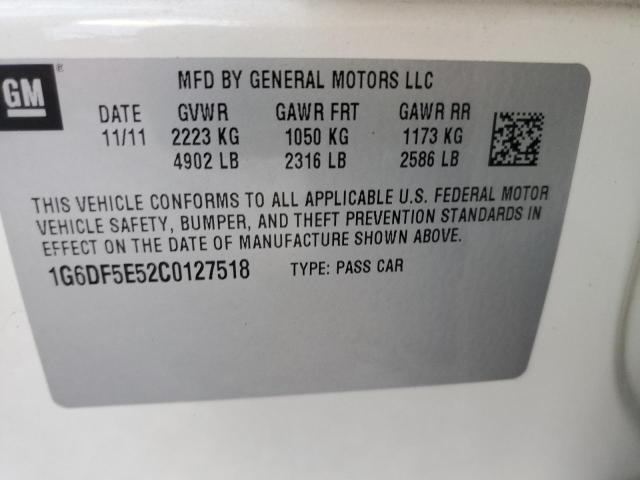 GM®
MFD BY GENERAL MOTORS LLC
DATE GVWR GAWR FRT GAWR RR
11/11 2223 KG 1050 KG 1173 KG
4902 LB 2316 LB 2586 LB
THIS VEHICLE CONFORMS TO ALL APPLICABLE U.S. FEDERAL MOTOR
VEHICLE SAFETY, BUMPER, AND THEFT PREVENTION STANDARDS IN
EFFECT ON THE DATE OF MANUFACTURE SHOWN ABOVE.
1G6DF5E52C0127518 TYPE: PASS CAR